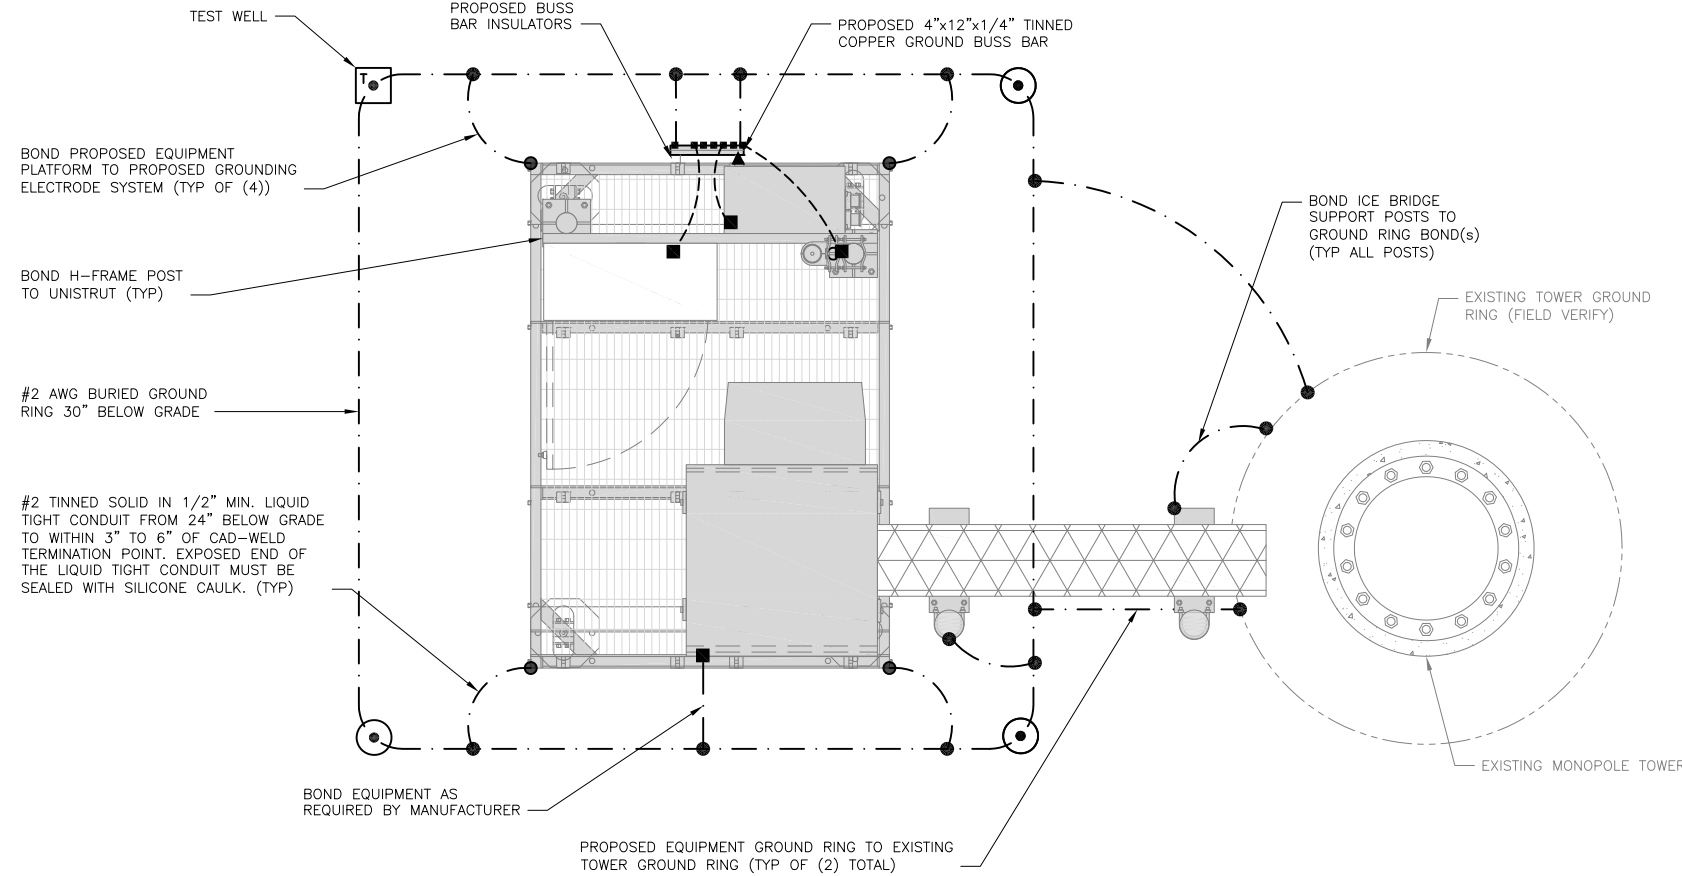 TEST WELL
PROPOSED BUSS
BAR INSULATORS
PROPOSED 4”x12”x1/4” TINNED
COPPER GROUND BUSS BAR
T
BOND PROPOSED EQUIPMENT
PLATFORM TO PROPOSED GROUNDING
ELECTRODE SYSTEM (TYP OF (4))
BOND ICE BRIDGE
SUPPORT POSTS TO
GROUND RING BOND(s)
(TYP ALL POSTS)
BOND H-FRAME POST
TO UNISTRUT (TYP)
EXISTING TOWER GROUND
RING (FIELD VERIFY)
#2 AWG BURIED GROUND
RING 30” BELOW GRADE
#2 TINNED SOLID IN 1/2” MIN. LIQUID
TIGHT CONDUIT FROM 24” BELOW GRADE
TO WITHIN 3” TO 6” OF CAD-WELD
TERMINATION POINT. EXPOSED END OF
THE LIQUID TIGHT CONDUIT MUST BE
SEALED WITH SILICONE CAULK. (TYP)
EXISTING MONOPOLE TOWER
BOND EQUIPMENT AS
REQUIRED BY MANUFACTURER
PROPOSED EQUIPMENT GROUND RING TO EXISTING
TOWER GROUND RING (TYP OF (2) TOTAL)